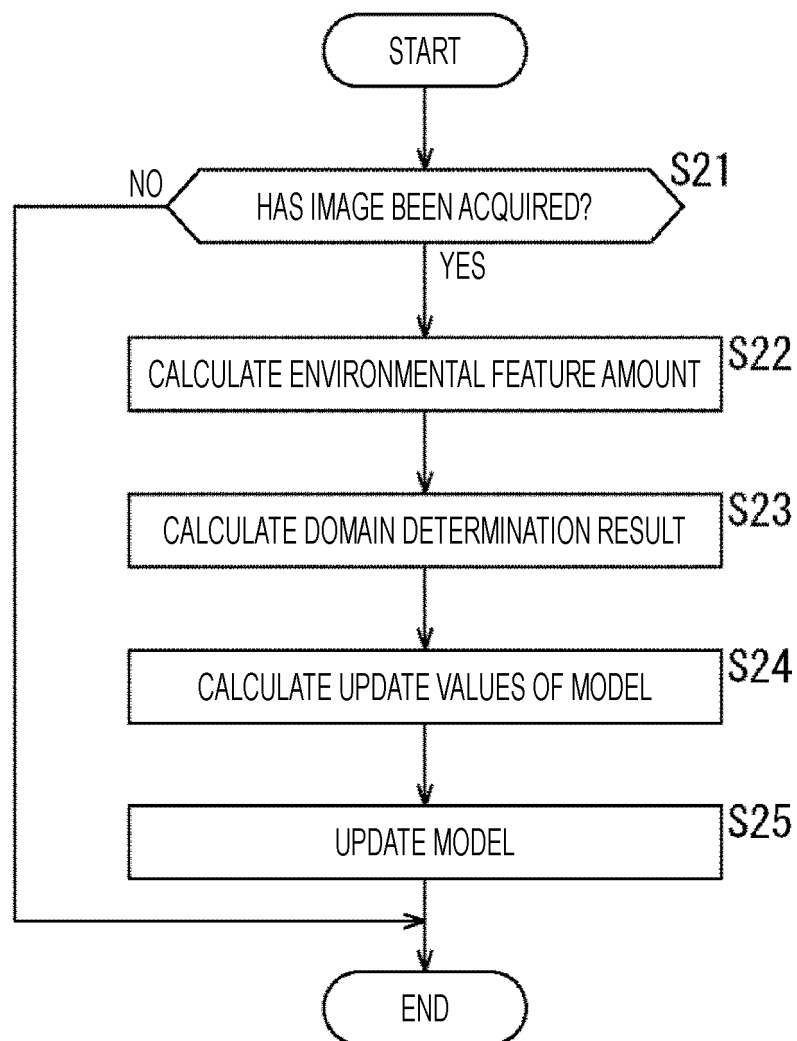 START
S21
NO
HAS IMAGE BEEN ACQUIRED?
YES
S22
CALCULATE ENVIRONMENTAL FEATURE AMOUNT
S23
CALCULATE DOMAIN DETERMINATION RESULT
S24
CALCULATE UPDATE VALUES OF MODEL
S25
UPDATE MODEL
END